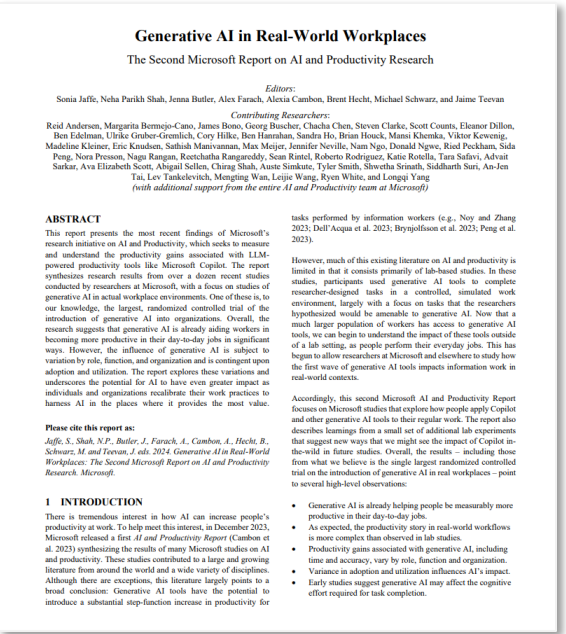 Generative AI in Real-World Workplaces
The Second Microsoft Report on AI and Productivity Research
Editors:
Sonia Jaffe, Neha Parikh Shah, Jenna Butler, Alex Farach, Alexia Cambon, Brent Hecht, Michael Schwarz, and Jaime Teevan
Contributing Researchers:
Reid Andersen, Margarita Bermejo-Cano, James Bono, Georg Buscher, Chacha Chen, Steven Clarke, Scott Counts, Eleanor Dillon,
Ben Edelman, Ulrike Gruber-Gremlich, Cory Hilke, Ben Hanrahan, Sandra Ho, Brian Houck, Mansi Khemka, Viktor Kewenig,
Madeline Kleiner, Eric Knudsen, Sathish Manivannan, Max Meijer, Jennifer Neville, Nam Ngo, Donald Ngwe, Ried Peckham, Sida
Peng, Nora Presson, Nagu Rangan, Reetchatha Rangareddy, Sean Rintel, Roberto Rodriguez, Katie Rotella, Tara Safavi, Advait
Sarkar, Ava Elizabeth Scott, Abigail Sellen, Chirag Shah, Auste Simkute, Tyler Smith, Shwetha Srinath, Siddharth Suri, An-Jen
Tai, Lev Tankelevitch, Mengting Wan, Leijie Wang, Ryen White, and Longqi Yang
(with additional support from the entire AI and Productivity team at Microsoft)
ABSTRACT
This report presents the most recent findings of Microsoft's
research initiative on AI and Productivity, which seeks to measure
and understand the productivity gains associated with LLM-
powered productivity tools like Microsoft Copilot. The report
synthesizes research results from over a dozen recent studies
conducted by researchers at Microsoft, with a focus on studies of
generative AI in actual workplace environments. One of these is, to
our knowledge, the largest, randomized controlled trial of the
introduction of generative AI into organizations. Overall, the
research suggests that generative AI is already aiding workers in
becoming more productive in their day-to-day jobs in significant
ways. However, the influence of generative AI is subject to
variation by role, function, and organization and is contingent upon
adoption and utilization. The report explores these variations and
underscores the potential for AI to have even greater impact as
individuals and organizations recalibrate their work practices to
harness AI in the places where it provides the most value.
Please cite this report as:
Jaffe, S., Shah, N.P., Butler, J., Farach, A., Cambon, A., Hecht, B.,
Schwarz, M. and Teevan, J. eds. 2024. Generative AI in Real-World
Workplaces: The Second Microsoft Report on AI and Productivity
Research. Microsoft.
1 INTRODUCTION
There is tremendous interest in how AI can increase people's
productivity at work. To help meet this interest, in December 2023,
Microsoft released a first AI and Productivity Report (Cambon et
al. 2023) synthesizing the results of many Microsoft studies on AI
and productivity. These studies contributed to a large and growing
literature from around the world and a wide variety of disciplines.
Although there are exceptions, this literature largely points to a
broad conclusion: Generative AI tools have the potential to
introduce a substantial step-function increase in productivity for
tasks performed by information workers (e.g., Noy and Zhang
2023; Dell'Acqua et al. 2023; Brynjolfsson et al. 2023; Peng et al.
2023).
However, much of this existing literature on AI and productivity is
limited in that it consists primarily of lab-based studies. In these
studies, participants used generative AI tools to complete
researcher-designed tasks in a controlled, simulated work
environment, largely with a focus on tasks that the researchers
hypothesized would be amenable to generative AI. Now that a
much larger population of workers has access to generative AI
tools, we can begin to understand the impact of these tools outside
of a lab setting, as people perform their everyday jobs. This has
begun to allow researchers at Microsoft and elsewhere to study how
the first wave of generative AI tools impacts information work in
real-world contexts.
Accordingly, this second Microsoft AI and Productivity Report
focuses on Microsoft studies that explore how people apply Copilot
and other generative AI tools to their regular work. The report also
describes learnings from a small set of additional lab experiments
that suggest new ways that we might see the impact of Copilot in-
the-wild in future studies. Overall, the results – including those
from what we believe is the single largest randomized controlled
trial on the introduction of generative AI in real workplaces – point
to several high-level observations:
• Generative AI is already helping people be measurably more
productive in their day-to-day jobs.
• As expected, the productivity story in real-world workflows
is more complex than observed in lab studies.
• Productivity gains associated with generative AI, including
time and accuracy, vary by role, function and organization.
• Variance in adoption and utilization influences AI's impact.
• Early studies suggest generative AI may affect the cognitive
effort required for task completion.